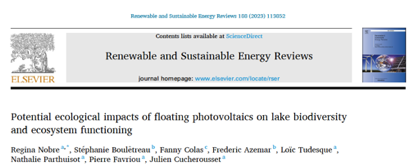 Renewable and Sustainable Energy Reviews 188 (2023) 113852
Contents lists available at ScienceDirect
Renewable and Sustainable Energy Reviews
ELSEVIER
journal homepage: www.elsevier.com/locate/rser
Potential ecological impacts of floating photovoltaics on lake biodiversity
and ecosystem functioning
Regina Nobre a,*, Stéphanie Boulêtreau b, Fanny Colas c, Frederic Azemar b, Loïc Tudesque a,
Nathalie Parthuisot a, Pierre Favriou a, Julien Cucherousset a